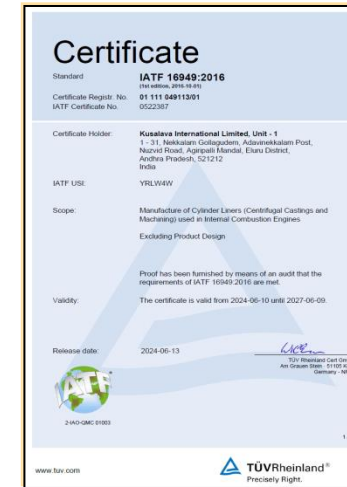 Certificate
Standard IATF 16949:2016
(1st edition, 2016-10-01)
Certificate Registr. No. 01 111 049113/01
IATF Certificate No. 0522387
Certificate Holder: Kusalava International Limited, Unit - 1
1 - 31, Nekkalam Gollagudem, Adavinekkalam Post,
Nuzvid Road, Agiripalli Mandal, Eluru District,
Andhra Pradesh, 521212
India
IATF USI: YRLW4W
Scope: Manufacture of Cylinder Liners (Centrifugal Castings and
Machining) used in Internal Combustion Engines
Excluding Product Design
Proof has been furnished by means of an audit that the
requirements of IATF 16949:2016 are met.
Validity: The certificate is valid from 2024-06-10 until 2027-06-09.
Release date: 2024-06-13
TÜV Rheinland Cert Gm
Am Grauen Stein · 51105 K
Germany - N
IATF
2-IAO-QMC-01003
1
www.tuv.com
TÜVRheinland®
Precisely Right.